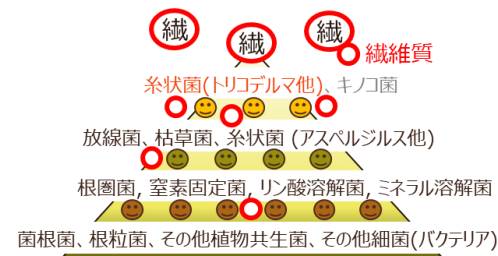 繊 繊 繊
繊維質
糸状菌(トリコデルマ他)、キノコ菌
放線菌、枯草菌、糸状菌 (アスペルジルス他)
根圏菌, 窒素固定菌, リン酸溶解菌, ミネラル溶解菌
菌根菌、根粒菌、その他植物共生菌、その他細菌(バクテリア)